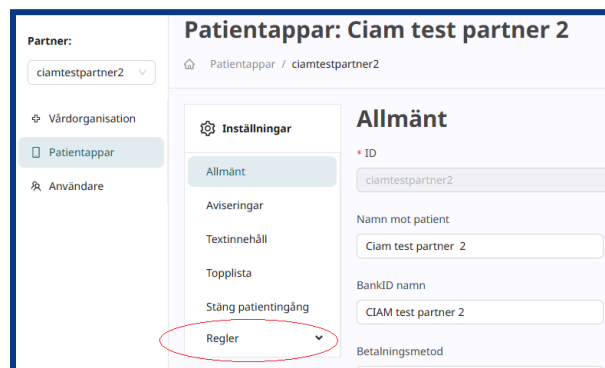 Partner:
ciamtestpartner2
Vårdorganisation
Patientappar
Användare
Patientappar: Ciam test partner 2
Patientappar / ciamtestpartner2
Inställningar
Allmänt
Aviseringar
Textinnehåll
Topplista
Stäng patientingång
Regler
Allmänt
* ID
ciamtestpartner2
Namn mot patient
Ciam test partner 2
BankID namn
CIAM test partner 2
Betalningsmetod